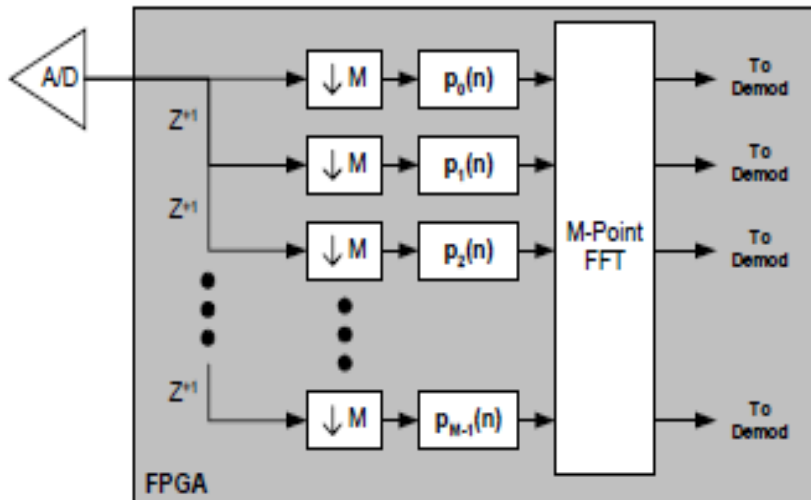 A/D
↓ M
p₀(n)
To
Demod
Z⁺¹
↓ M
p₁(n)
To
Demod
Z⁺¹
↓ M
p₂(n)
M-Point
FFT
To
Demod
Z⁺¹
↓ M
p_M-1(n)
To
Demod
FPGA